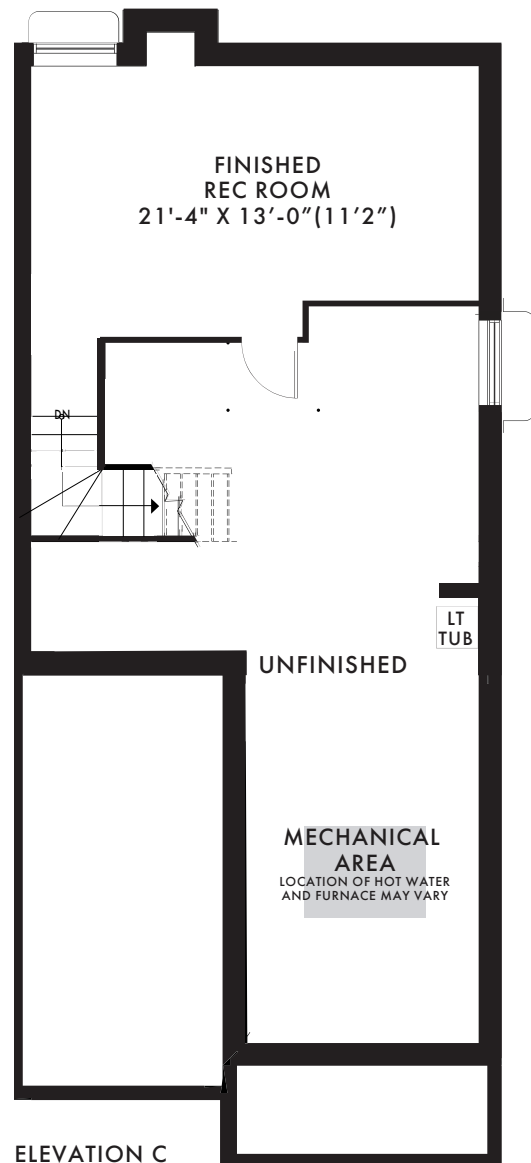 FINISHED
REC ROOM
21'-4" X 13’-0”(11’2”)
DN
LT
TUB
UNFINISHED
MECHANICAL
AREA
LOCATION OF HOT WATER
AND FURNACE MAY VARY
ELEVATION C